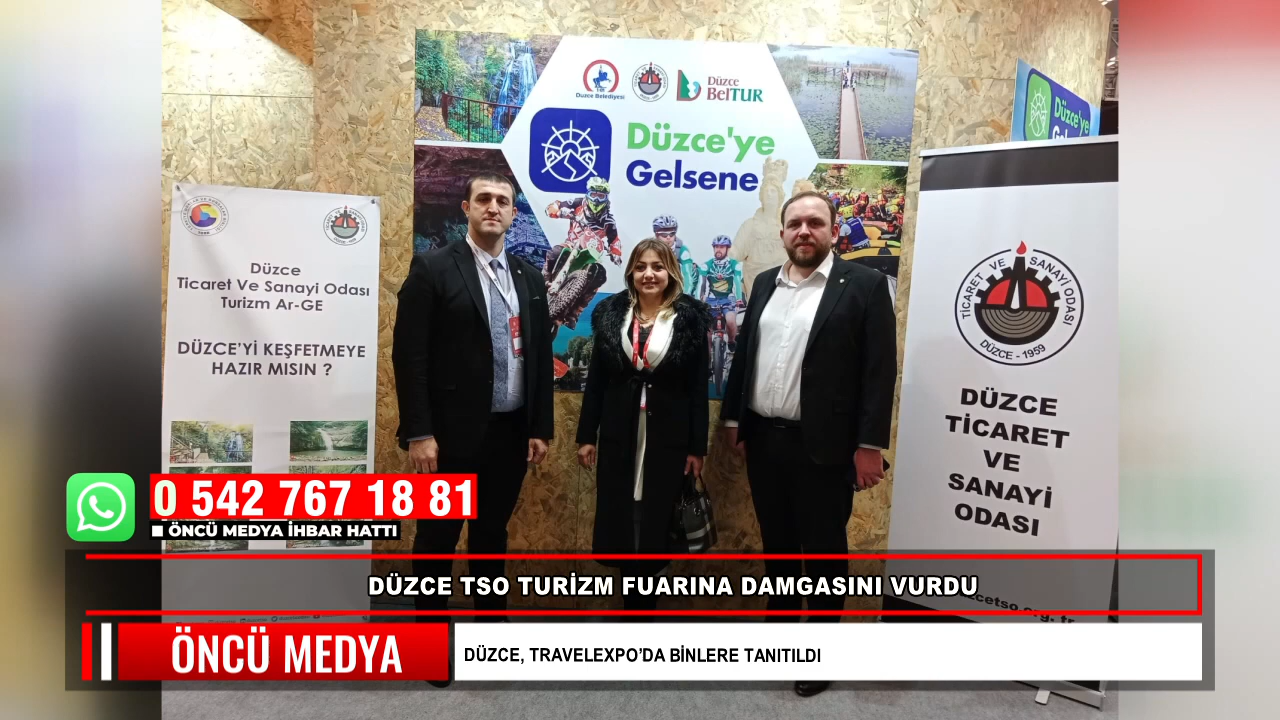 Düzce Belediyesi
Düzce
BelTUR
Düzce'ye
Gelsene
Düzce'ye
Gelsene
Düzce
Ticaret Ve Sanayi Odası
Turizm Ar-GE
DÜZCE'Yİ KEŞFETMEYE
HAZIR MISIN ?
TİCARET VE SANAYİ ODASI
DÜZCE - 1959
DÜZCE
TİCARET
VE
SANAYİ
ODASI
0 542 767 18 81
ÖNCÜ MEDYA İHBAR HATTI
DÜZCE TSO TURİZM FUARINA DAMGASINI VURDU
ÖNCÜ MEDYA
DÜZCE, TRAVELEXPO'DA BİNLERE TANITILDI